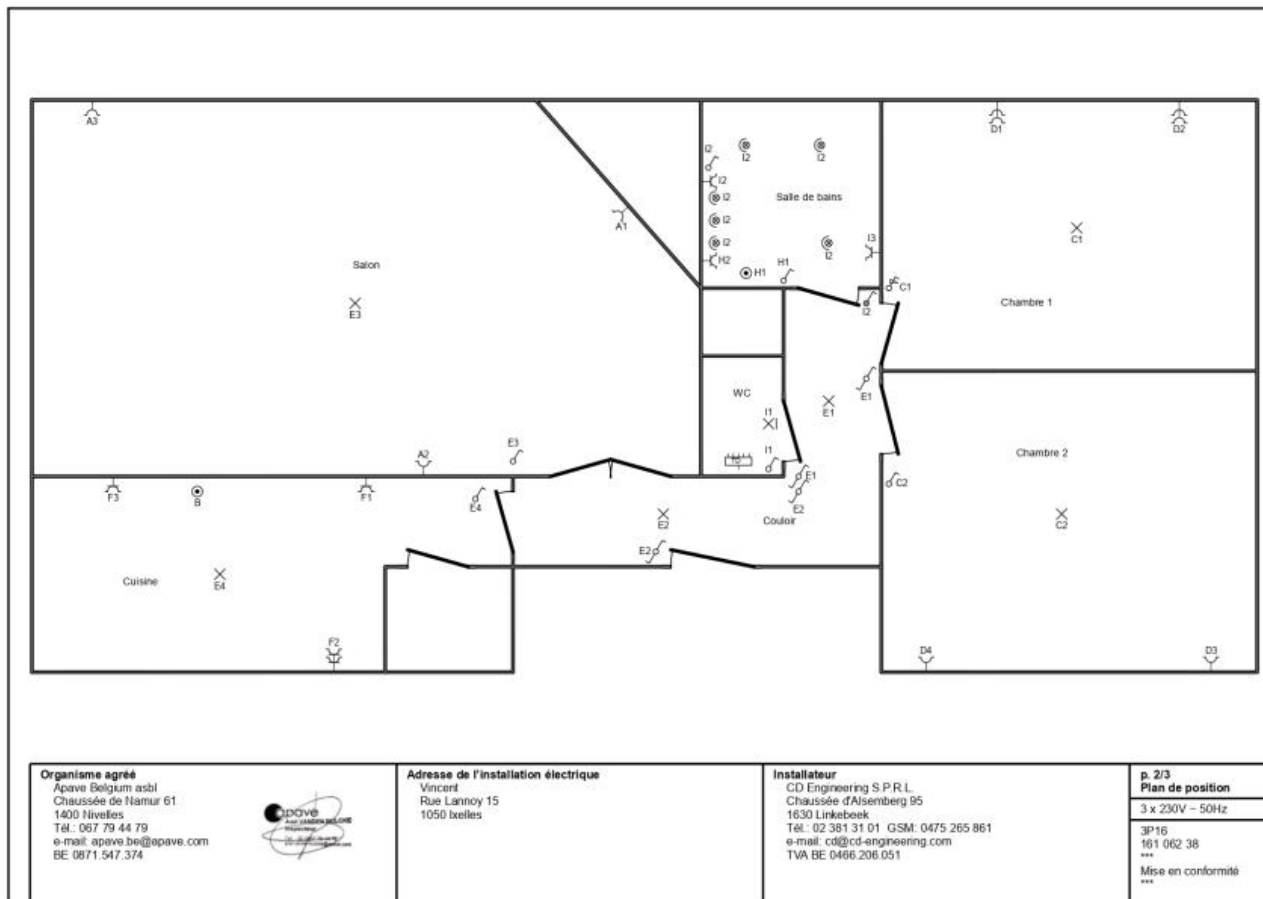 A3
D1
D2
I2
I2
I2
I2
Salle de bains
I2
I2
A1
C1
I2
I3
I2
Salon
H2
H1
H1
C1
E3
I2
Chambre 1
WC
E1
I1
E1
E3
A2
I1
TD
Chambre 2
F3
B
F1
E4
E1
E2
C2
E2
Couloir
C2
E2
Cuisine
E4
F2
D4
D3
Organisme agréé
Apave Belgium asbl
Chaussée de Namur 61
1400 Nivelles
Tél.: 067 79 44 79
e-mail: apave.be@apave.com
BE 0871.547.374
apave
Adresse de l'installation électrique
Vincent
Rue Lannoy 15
1050 Ixelles
Installateur
CD Engineering S.P.R.L.
Chaussée d'Alsemberg 95
1630 Linkebeek
Tél.: 02 381 31 01 GSM: 0475 265 861
e-mail: cd@cd-engineering.com
TVA BE 0466.206.051
p. 2/3
Plan de position
3 x 230V ~ 50Hz
3P16
161 062 38
***
Mise en conformité
***